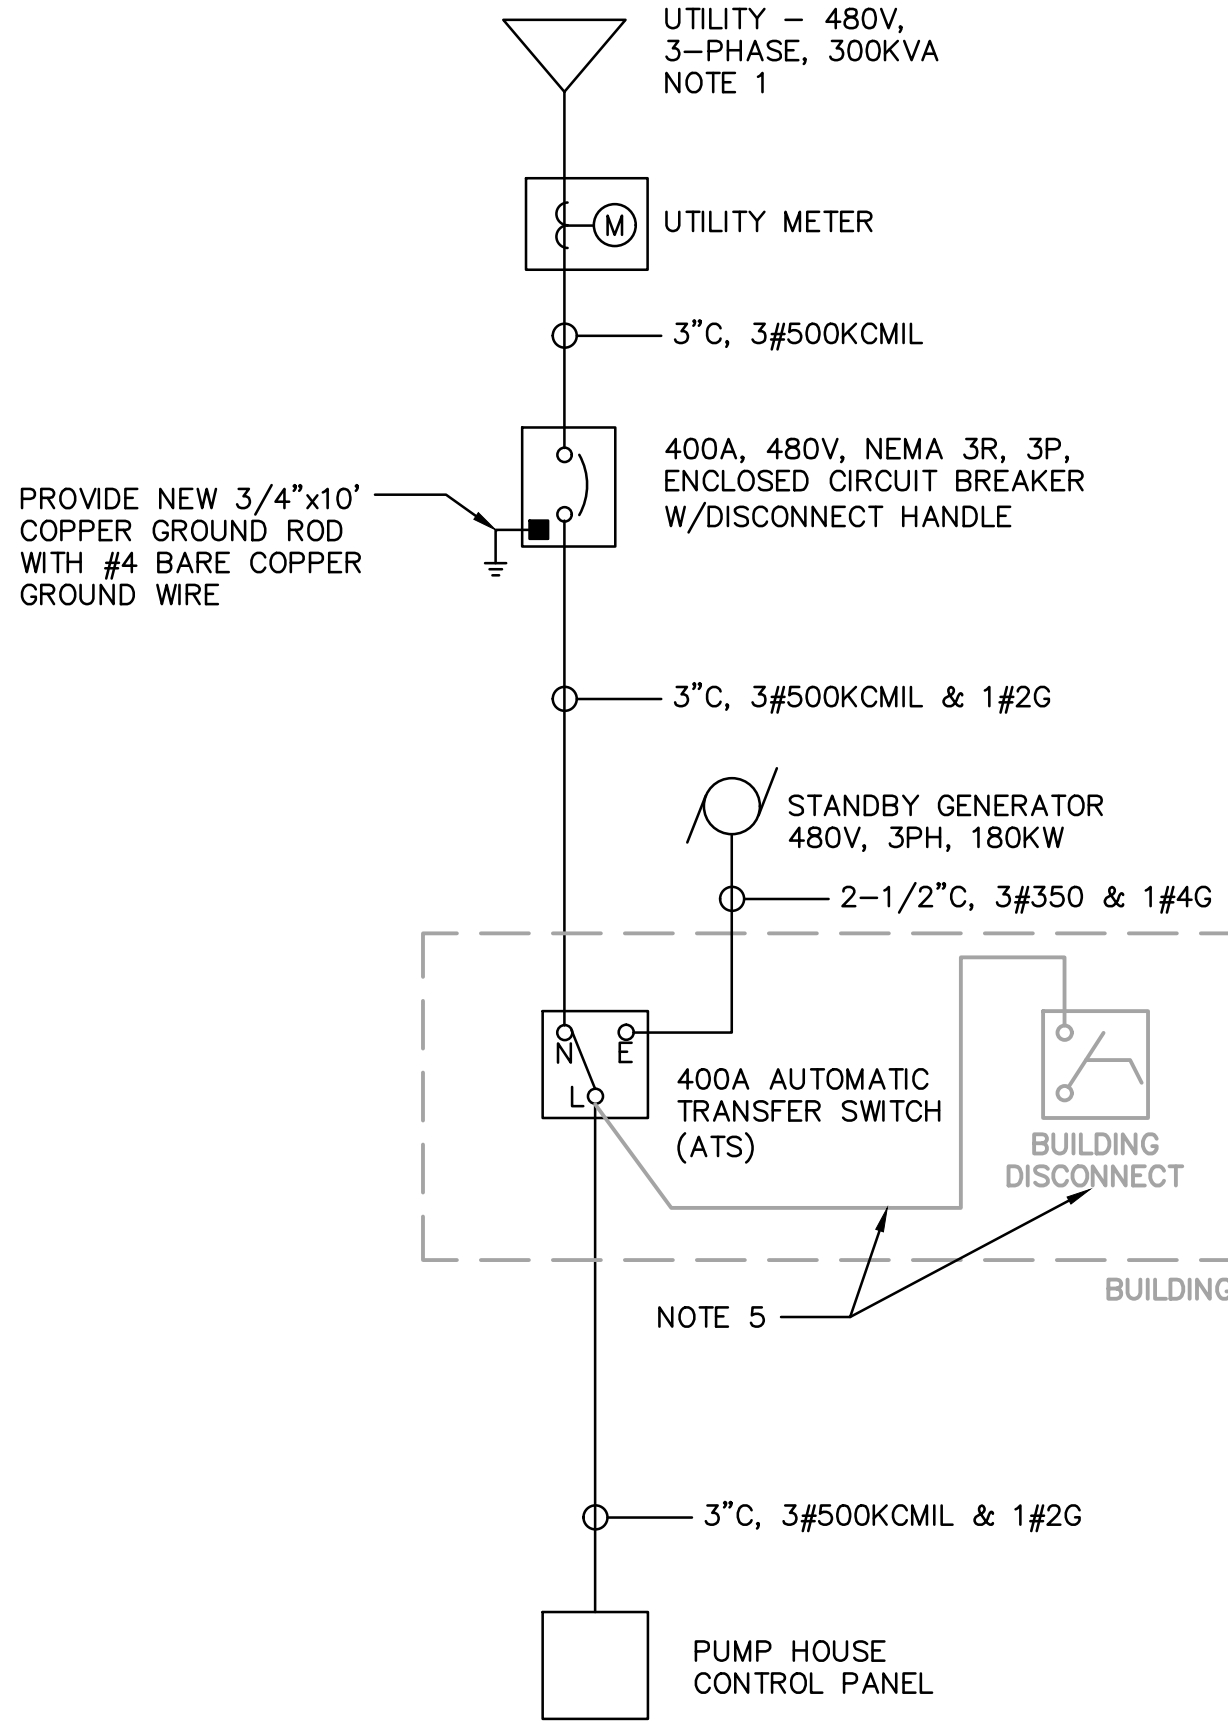 UTILITY – 480V,
3-PHASE, 300KVA
NOTE 1
M
UTILITY METER
3"C, 3#500KCMIL
400A, 480V, NEMA 3R, 3P,
ENCLOSED CIRCUIT BREAKER
W/DISCONNECT HANDLE
PROVIDE NEW 3/4"x10'
COPPER GROUND ROD
WITH #4 BARE COPPER
GROUND WIRE
3"C, 3#500KCMIL & 1#2G
STANDBY GENERATOR
480V, 3PH, 180KW
2-1/2"C, 3#350 & 1#4G
N E
L
400A AUTOMATIC
TRANSFER SWITCH
(ATS)
BUILDING
DISCONNECT
BUILDING
NOTE 5
3"C, 3#500KCMIL & 1#2G
PUMP HOUSE
CONTROL PANEL